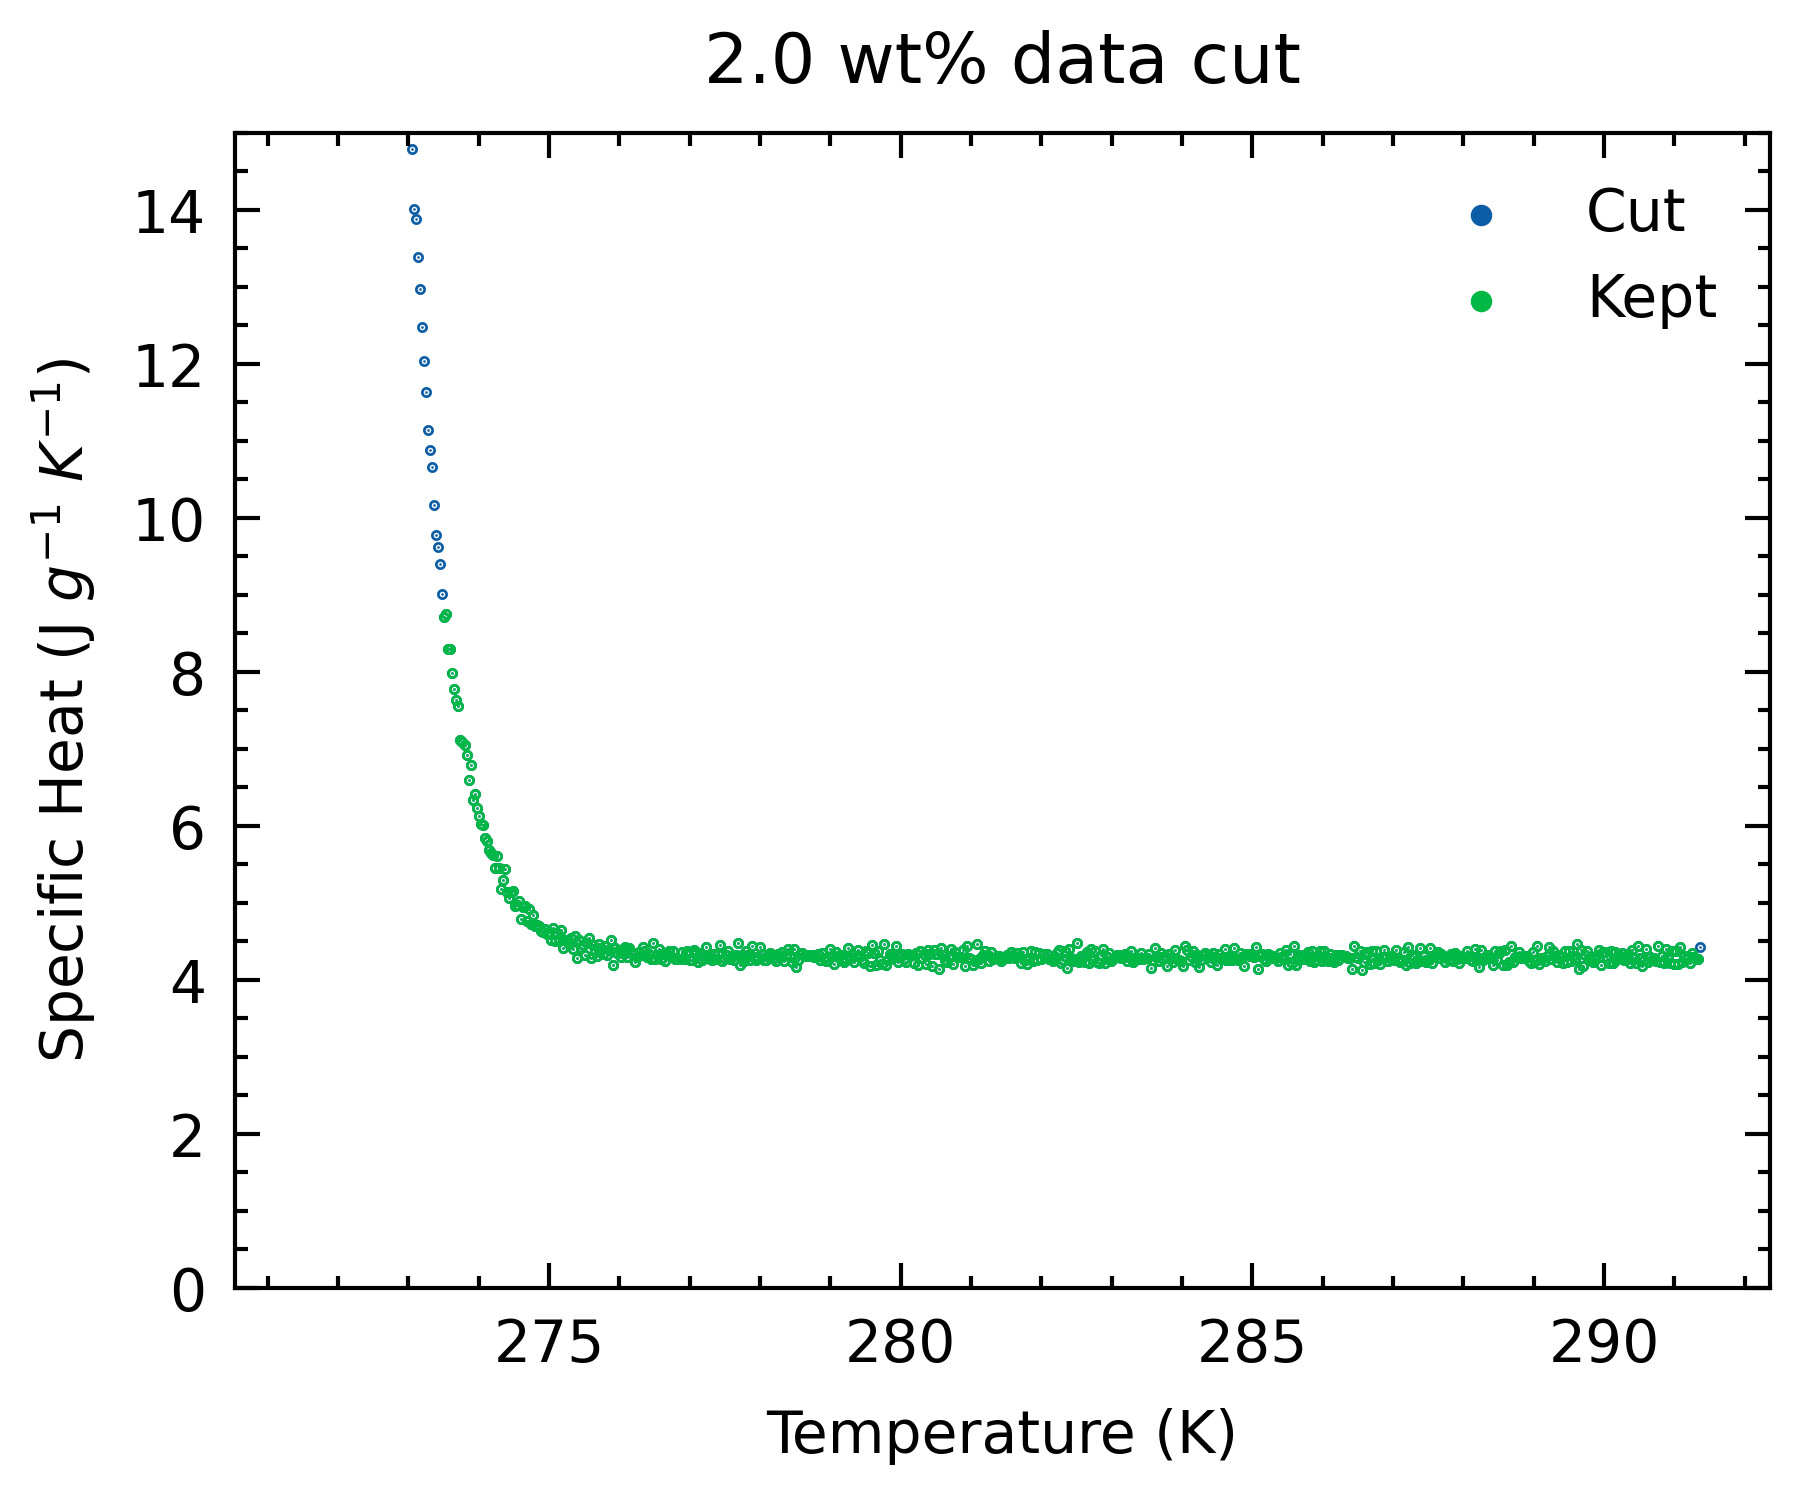 2.0 wt% data cut
Specific Heat (J g⁻¹ K⁻¹)
14
12
10
8
6
4
2
0
Cut
Kept
275 280 285 290
Temperature (K)